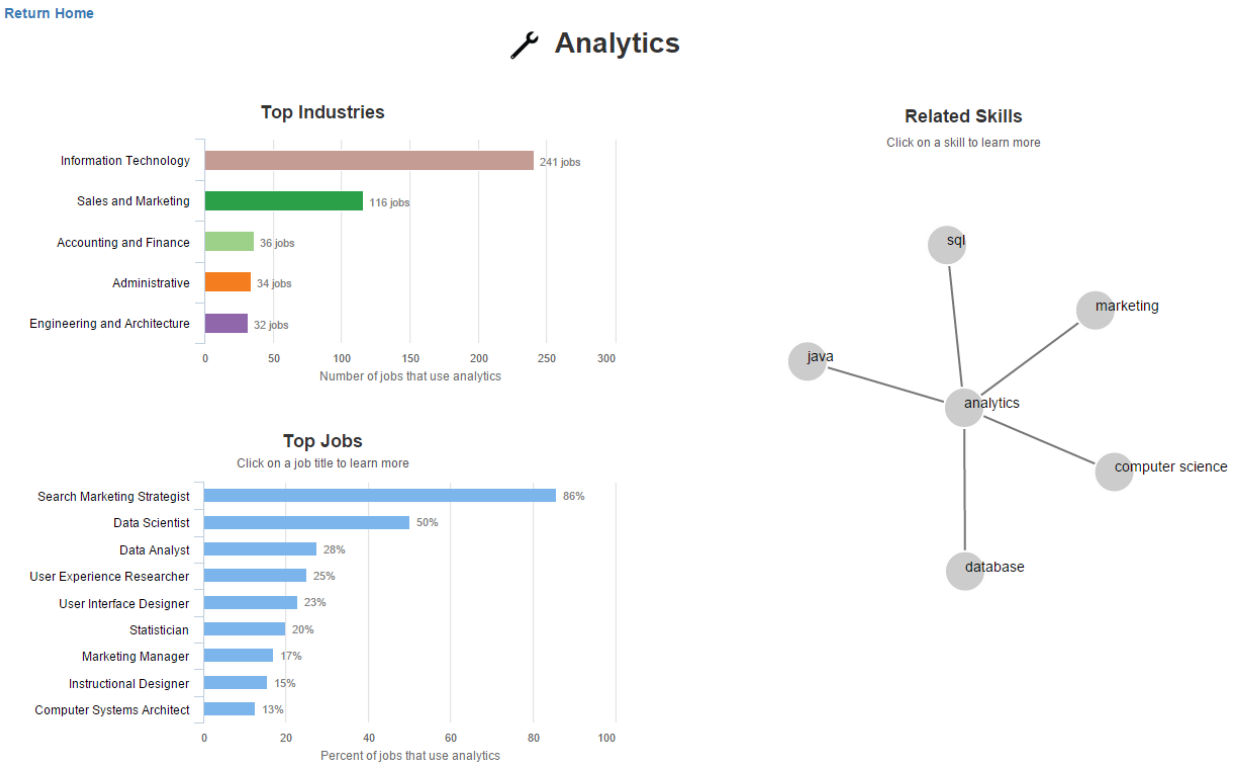 Return Home
Analytics
Top Industries
Information Technology
241 jobs
Sales and Marketing
116 jobs
Accounting and Finance
36 jobs
Administrative
34 jobs
Engineering and Architecture
32 jobs
0 50 100 150 200 250 300
Number of jobs that use analytics
Top Jobs
Click on a job title to learn more
Search Marketing Strategist
86%
Data Scientist
50%
Data Analyst
28%
User Experience Researcher
25%
User Interface Designer
23%
Statistician
20%
Marketing Manager
17%
Instructional Designer
15%
Computer Systems Architect
13%
0 20 40 60 80 100
Percent of jobs that use analytics
Related Skills
Click on a skill to learn more
sql
marketing
java
analytics
computer science
database